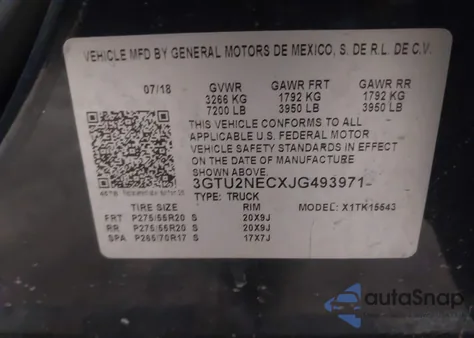 VEHICLE MFD BY GENERAL MOTORS DE MEXICO, S. DE R.L. DE C.V.
07/18 GVWR GAWR FRT GAWR RR
3266 KG 1792 KG 1792 KG
7200 LB 3950 LB 3950 LB
THIS VEHICLE CONFORMS TO ALL
APPLICABLE U.S. FEDERAL MOTOR
VEHICLE SAFETY STANDARDS IN EFFECT
ON THE DATE OF MANUFACTURE SHOWN
ABOVE.
3GTU2NECXJG493971
TYPE: TRUCK MODEL: X1TK15543
TIRE SIZE RIM
FRT P275/55R20 S 20X9J
RR P275/55R20 S 20X9J
SPA P265/70R17 S 17X7J
autoSnap